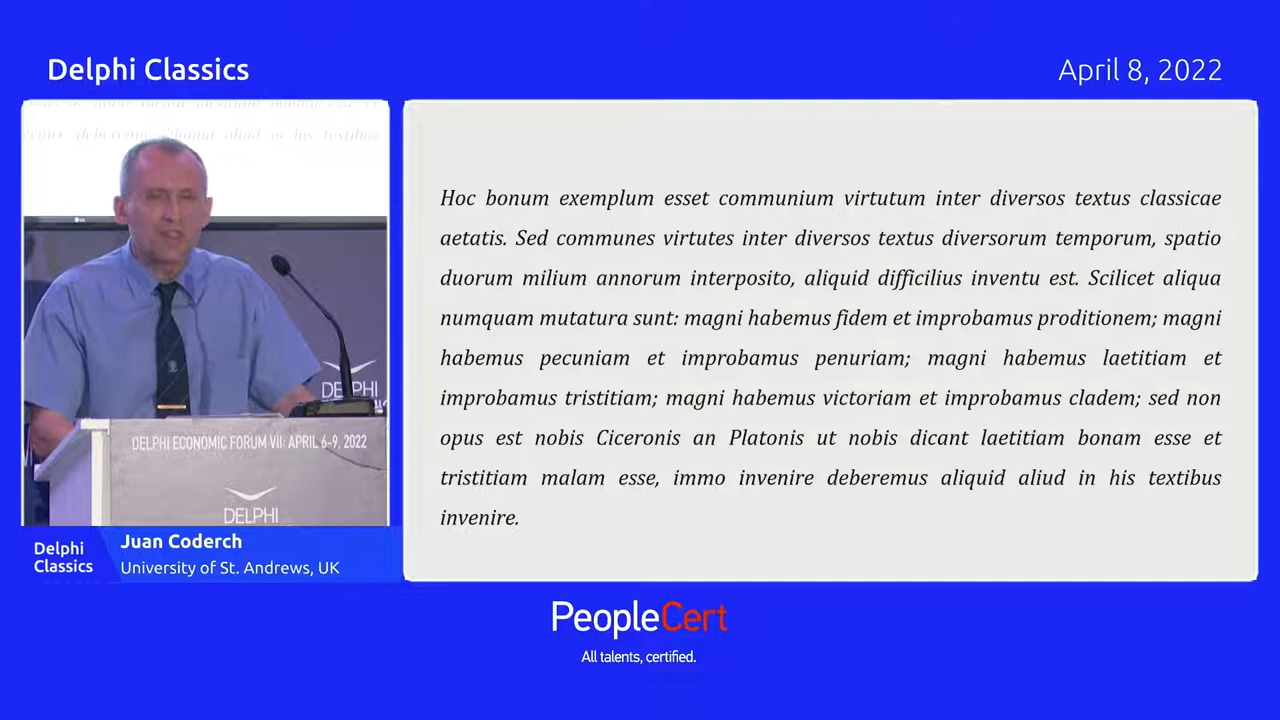 Delphi Classics
April 8, 2022
DELPHI
DELPHI ECONOMIC FORUM VII: APRIL 6-9, 2022
DELPHI
Delphi
Classics
Juan Coderch
University of St. Andrews, UK
Hoc bonum exemplum esset communium virtutum inter diversos textus classicae
aetatis. Sed communes virtutes inter diversos textus diversorum temporum, spatio
duorum milium annorum interposito, aliquid difficilius inventu est. Scilicet aliqua
numquam mutatura sunt: magni habemus fidem et improbamus proditionem; magni
habemus pecuniam et improbamus penuriam; magni habemus laetitiam et
improbamus tristitiam; magni habemus victoriam et improbamus cladem; sed non
opus est nobis Ciceronis an Platonis ut nobis dicant laetitiam bonam esse et
tristitiam malam esse, immo invenire deberemus aliquid aliud in his textibus
invenire.
PeopleCert
All talents, certified.